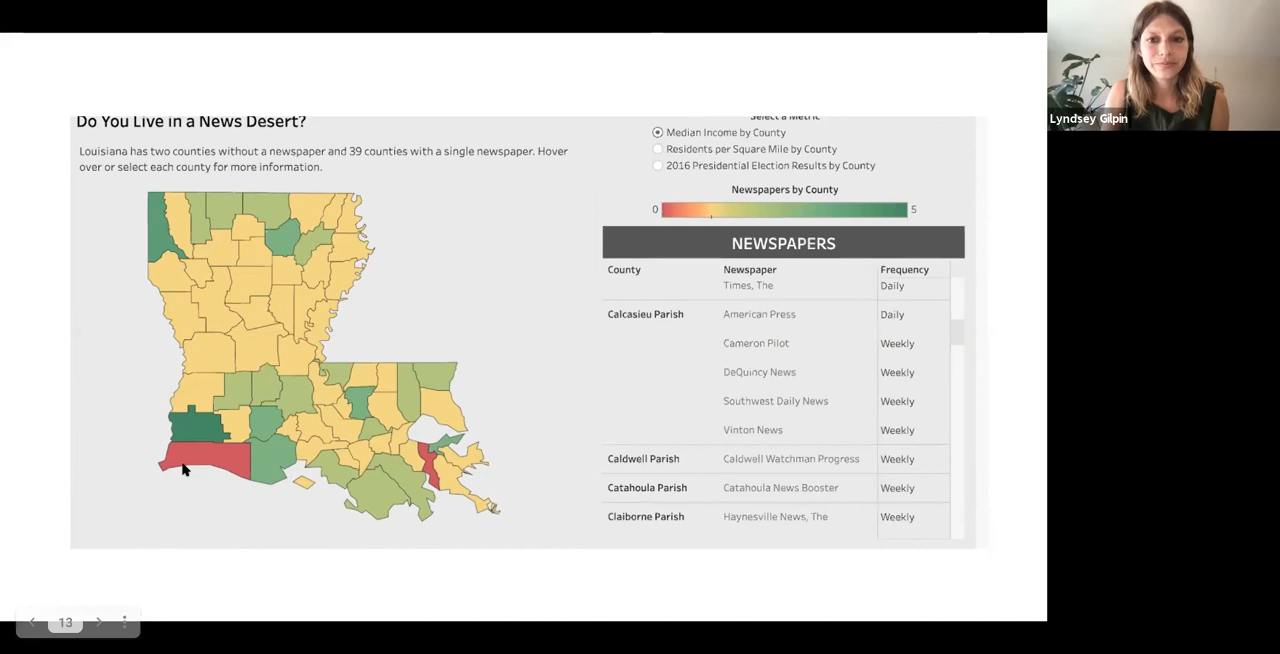 Do You Live in a News Desert?
Louisiana has two counties without a newspaper and 39 counties with a single newspaper. Hover
over or select each county for more information.
Select a Metric
Median Income by County
Residents per Square Mile by County
2016 Presidential Election Results by County
Newspapers by County
0 5
NEWSPAPERS
County Newspaper Frequency
Times, The Daily
Calcasieu Parish American Press Daily
Cameron Pilot Weekly
DeQuincy News Weekly
Southwest Daily News Weekly
Vinton News Weekly
Caldwell Parish Caldwell Watchman Progress Weekly
Catahoula Parish Catahoula News Booster Weekly
Claiborne Parish Haynesville News, The Weekly
13
Lyndsey Gilpin